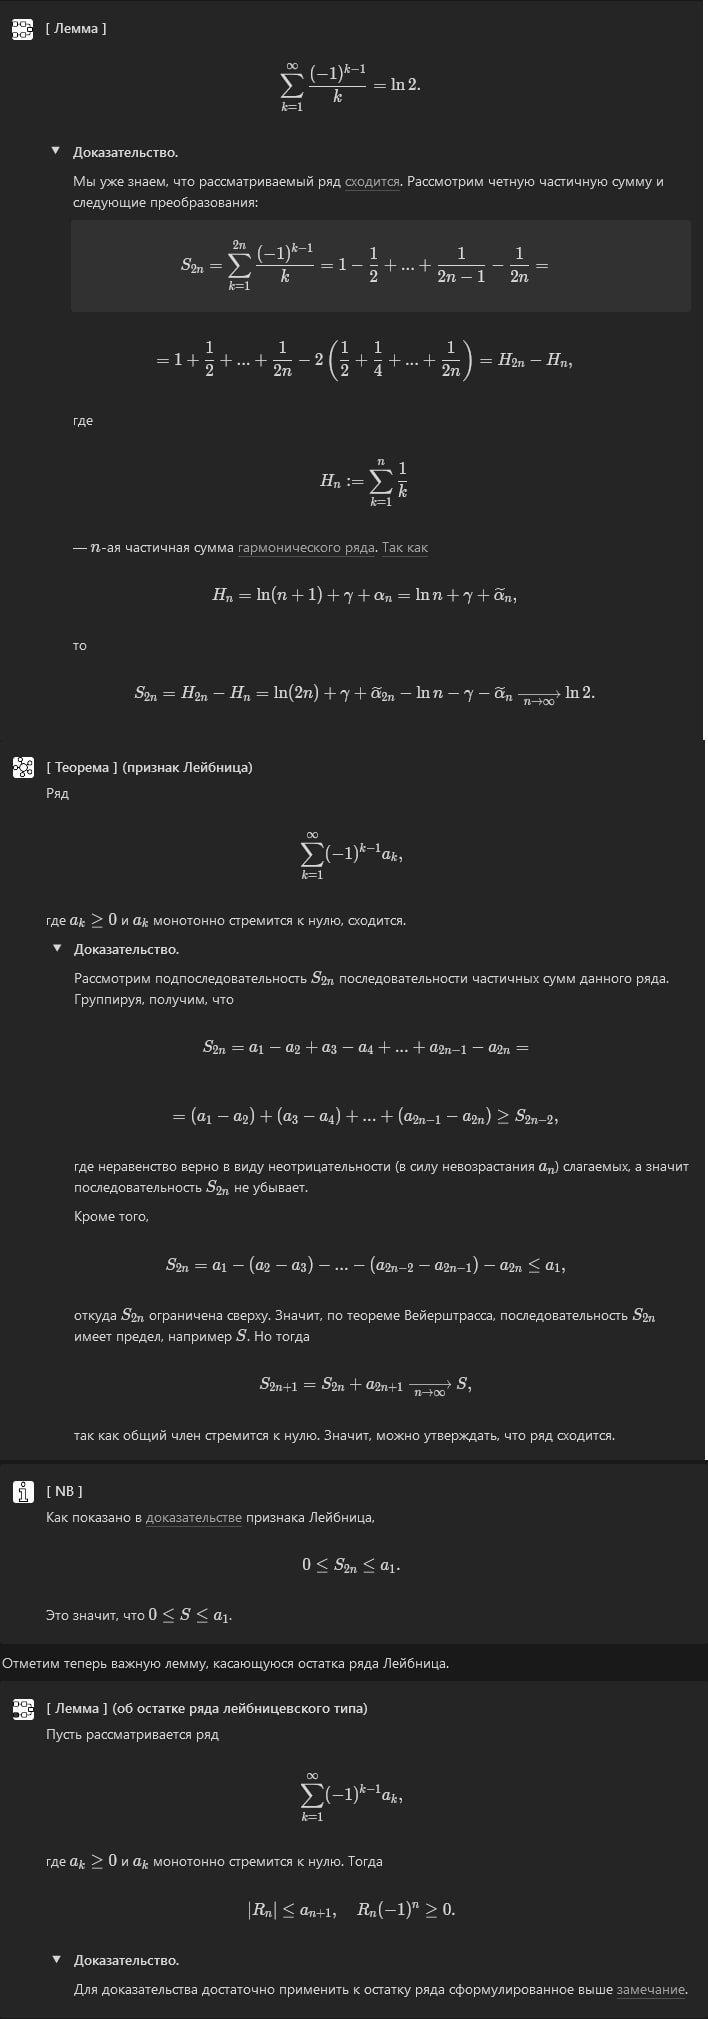 [ Лемма ]
$$\sum_{k=1}^{\infty} \frac{(-1)^{k-1}}{k} = \ln 2.$$
Доказательство.
Мы уже знаем, что рассматриваемый ряд сходится. Рассмотрим четную частичную сумму и
следующие преобразования:
$$S_{2n} = \sum_{k=1}^{2n} \frac{(-1)^{k-1}}{k} = 1 - \frac{1}{2} + ... + \frac{1}{2n-1} - \frac{1}{2n} =$$
$$= 1 + \frac{1}{2} + ... + \frac{1}{2n} - 2\left(\frac{1}{2} + \frac{1}{4} + ... + \frac{1}{2n}\right) = H_{2n} - H_n,$$
где
$$H_n := \sum_{k=1}^{n} \frac{1}{k}$$
— $n$-ая частичная сумма гармонического ряда. Так как
$$H_n = \ln(n+1) + \gamma + \alpha_n = \ln n + \gamma + \widetilde{\alpha}_n,$$
то
$$S_{2n} = H_{2n} - H_n = \ln(2n) + \gamma + \widetilde{\alpha}_{2n} - \ln n - \gamma - \widetilde{\alpha}_n \xrightarrow[n\to\infty]{} \ln 2.$$
[ Теорема ] (признак Лейбница)
Ряд
$$\sum_{k=1}^{\infty} (-1)^{k-1} a_k,$$
где $a_k \geq 0$ и $a_k$ монотонно стремится к нулю, сходится.
Доказательство.
Рассмотрим подпоследовательность $S_{2n}$ последовательности частичных сумм данного ряда.
Группируя, получим, что
$$S_{2n} = a_1 - a_2 + a_3 - a_4 + ... + a_{2n-1} - a_{2n} =$$
$$= (a_1 - a_2) + (a_3 - a_4) + ... + (a_{2n-1} - a_{2n}) \geq S_{2n-2},$$
где неравенство верно в виду неотрицательности (в силу невозрастания $a_n$) слагаемых, а значит
последовательность $S_{2n}$ не убывает.
Кроме того,
$$S_{2n} = a_1 - (a_2 - a_3) - ... - (a_{2n-2} - a_{2n-1}) - a_{2n} \leq a_1,$$
откуда $S_{2n}$ ограничена сверху. Значит, по теореме Вейерштрасса, последовательность $S_{2n}$
имеет предел, например $S$. Но тогда
$$S_{2n+1} = S_{2n} + a_{2n+1} \xrightarrow[n\to\infty]{} S,$$
так как общий член стремится к нулю. Значит, можно утверждать, что ряд сходится.
[ NB ]
Как показано в доказательстве признака Лейбница,
$$0 \leq S_{2n} \leq a_1.$$
Это значит, что $0 \leq S \leq a_1$.
Отметим теперь важную лемму, касающуюся остатка ряда Лейбница.
[ Лемма ] (об остатке ряда лейбницевского типа)
Пусть рассматривается ряд
$$\sum_{k=1}^{\infty} (-1)^{k-1} a_k,$$
где $a_k \geq 0$ и $a_k$ монотонно стремится к нулю. Тогда
$$|R_n| \leq a_{n+1}, \quad R_n(-1)^n \geq 0.$$
Доказательство.
Для доказательства достаточно применить к остатку ряда сформулированное выше замечание.